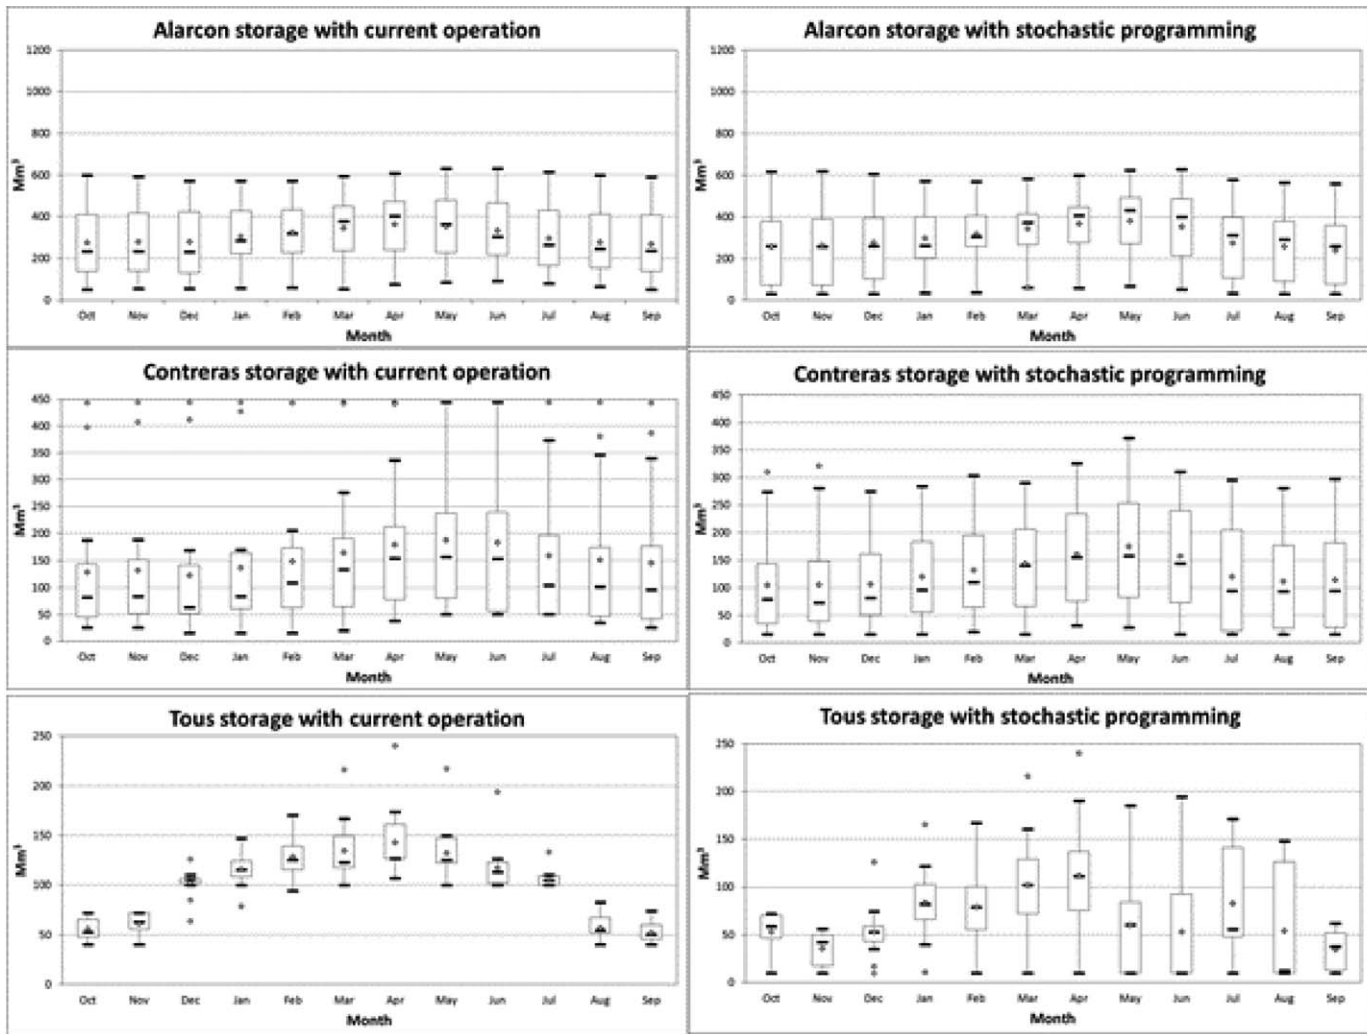 Alarcon storage with current operation
1200
1000
800
600
400
200
0
Mm³
Oct Nov Dec Jan Feb Mar Apr May Jun Jul Aug Sep
Month
Alarcon storage with stochastic programming
1200
1000
800
600
400
200
0
Mm³
Oct Nov Dec Jan Feb Mar Apr May Jun Jul Aug Sep
Month
Contreras storage with current operation
450
400
350
300
250
200
150
100
50
0
Mm³
Oct Nov Dec Jan Feb Mar Apr May Jun Jul Aug Sep
Month
Contreras storage with stochastic programming
450
400
350
300
250
200
150
100
50
0
Mm³
Oct Nov Dec Jan Feb Mar Apr May Jun Jul Aug Sep
Month
Tous storage with current operation
250
200
150
100
50
0
Mm³
Oct Nov Dec Jan Feb Mar Apr May Jun Jul Aug Sep
Month
Tous storage with stochastic programming
250
200
150
100
50
0
Mm³
Oct Nov Dec Jan Feb Mar Apr May Jun Jul Aug Sep
Month